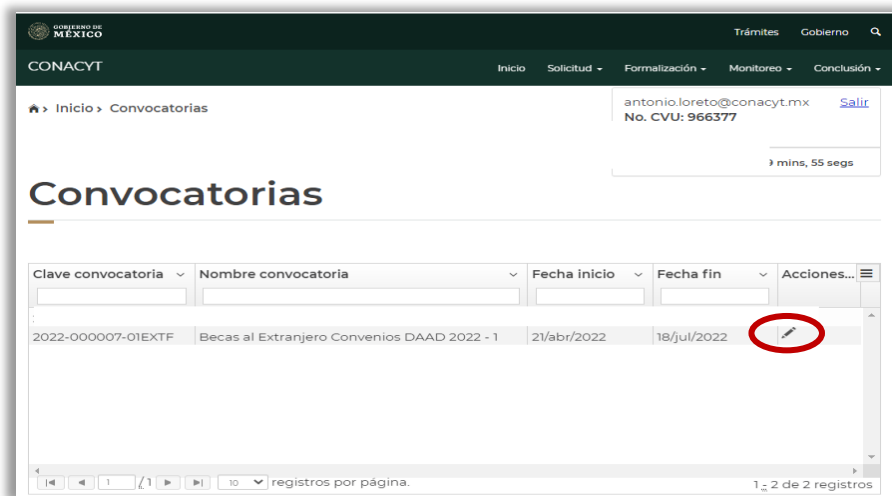 GOBIERNO DE
MÉXICO
Trámites Gobierno
CONACYT
Inicio Solicitud Formalización Monitoreo Conclusión
Inicio Convocatorias
antonio.loreto@conacyt.mx Salir
No. CVU: 966377
9 mins, 55 segs
Convocatorias
Clave convocatoria Nombre convocatoria Fecha inicio Fecha fin Acciones...
2022-000007-01EXTF Becas al Extranjero Convenios DAAD 2022 - 1 21/abr/2022 18/jul/2022
1 / 1 10 registros por página.
1 - 2 de 2 registros